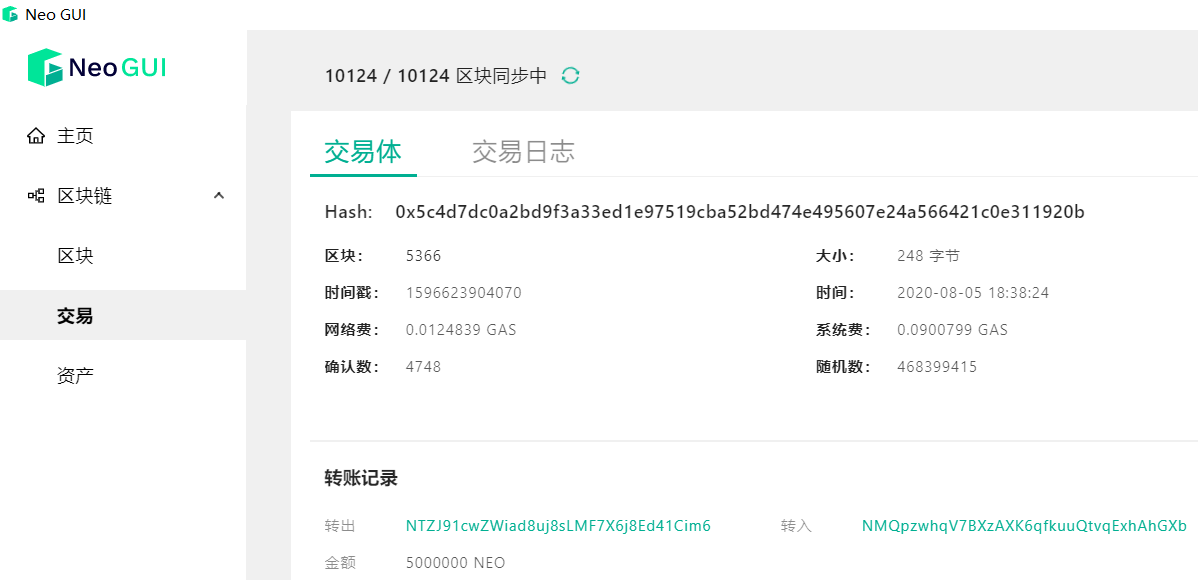 Neo GUI
Neo GUI
10124 / 10124 区块同步中
主页
区块链
区块
交易
资产
交易体 交易日志
Hash: 0x5c4d7dc0a2bd9f3a33ed1e97519cba52bd474e495607e24a566421c0e311920b
区块: 5366 大小: 248 字节
时间戳: 1596623904070 时间: 2020-08-05 18:38:24
网络费: 0.0124839 GAS 系统费: 0.0900799 GAS
确认数: 4748 随机数: 468399415
转账记录
转出 NTZJ91cwZWiad8uj8sLMF7X6j8Ed41Cim6 转入 NMQpzwhqV7BXzAXK6qfkuuQtvqExhAhGXb
金额 5000000 NEO